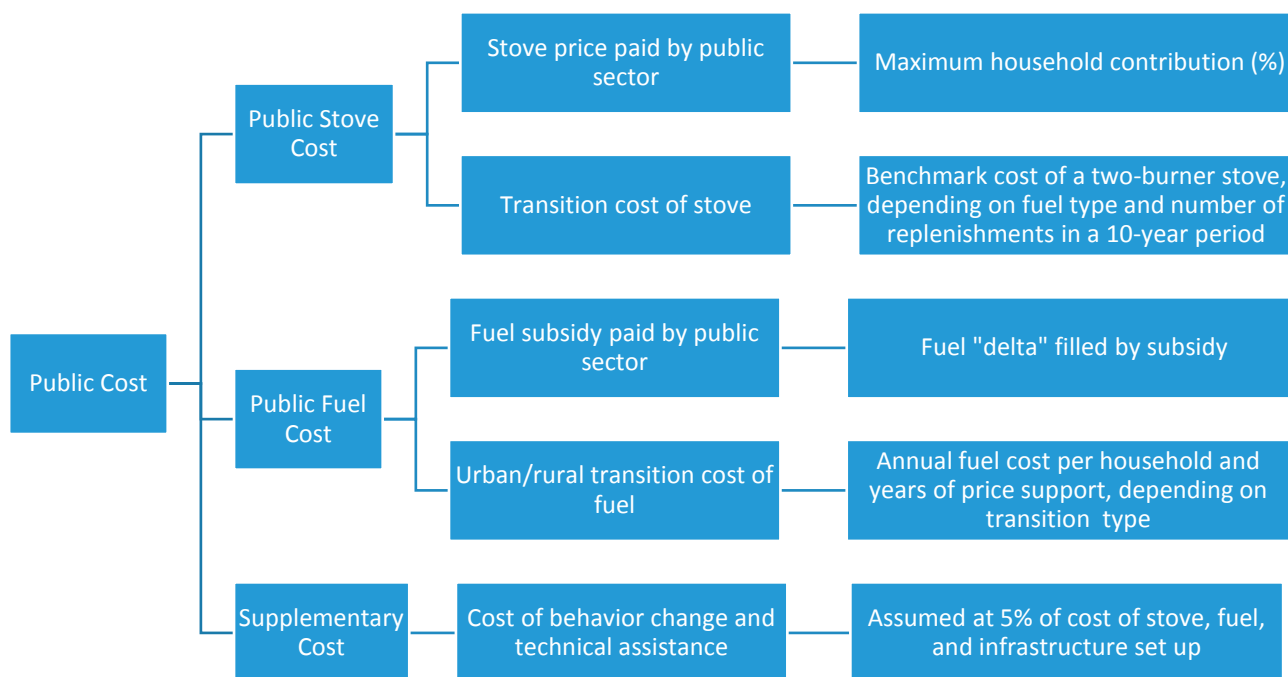 Public Cost
Public Stove
Cost
Stove price paid by public
sector
Maximum household contribution (%)
Transition cost of stove
Benchmark cost of a two-burner stove,
depending on fuel type and number of
replenishments in a 10-year period
Public Fuel
Cost
Fuel subsidy paid by public
sector
Fuel "delta" filled by subsidy
Urban/rural transition cost of
fuel
Annual fuel cost per household and
years of price support, depending on
transition type
Supplementary
Cost
Cost of behavior change and
technical assistance
Assumed at 5% of cost of stove, fuel,
and infrastructure set up